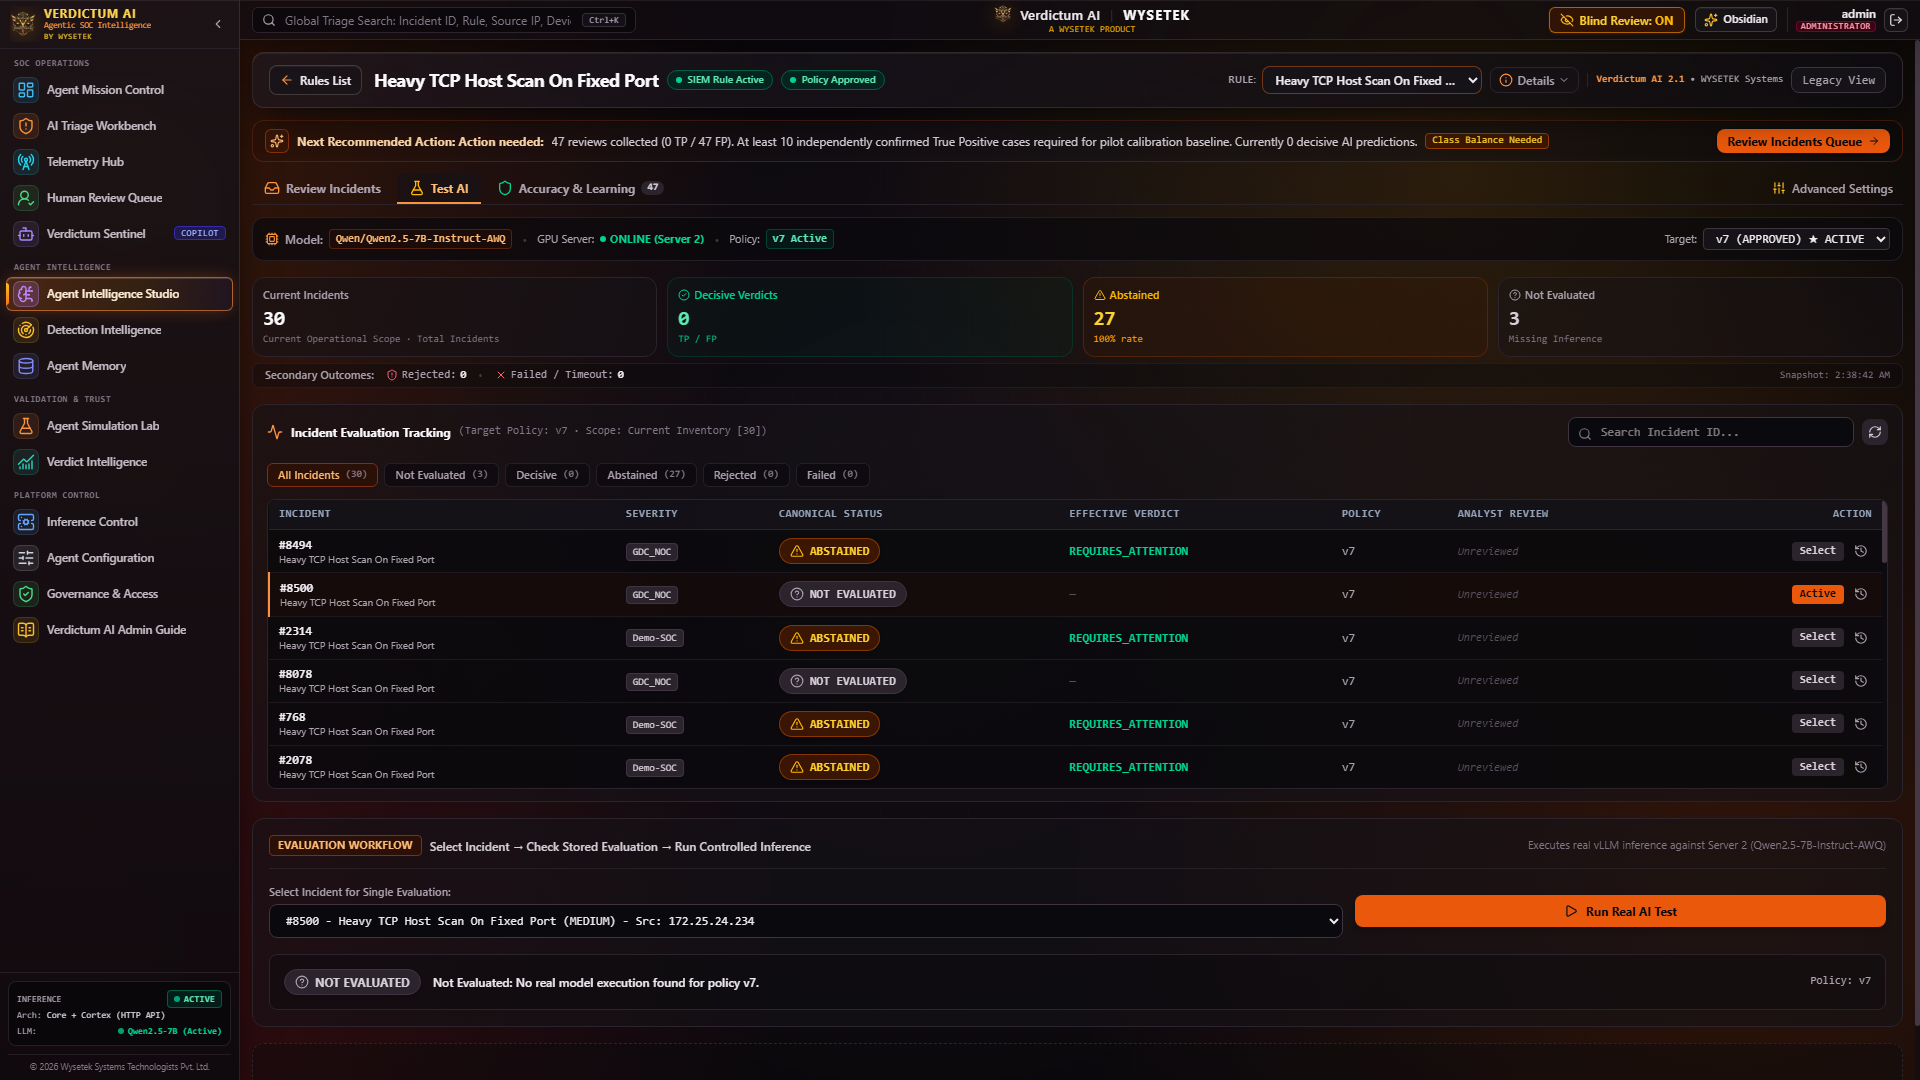 VERDICTUM AI
Agentic SOC Intelligence
BY WYSETEK
Global Triage Search: Incident ID, Rule, Source IP, Devi Ctrl+K
Verdictum AI | WYSETEK
A WYSETEK PRODUCT
Blind Review: ON
Obsidian
admin
ADMINISTRATOR
SOC OPERATIONS
Agent Mission Control
AI Triage Workbench
Telemetry Hub
Human Review Queue
Verdictum Sentinel COPILOT
AGENT INTELLIGENCE
Agent Intelligence Studio
Detection Intelligence
Agent Memory
VALIDATION & TRUST
Agent Simulation Lab
Verdict Intelligence
PLATFORM CONTROL
Inference Control
Agent Configuration
Governance & Access
Verdictum AI Admin Guide
INFERENCE ACTIVE
Arch: Core + Cortex (HTTP API)
LLM: Qwen2.5-7B (Active)
© 2026 Wysetek Systems Technologists Pvt. Ltd.
← Rules List Heavy TCP Host Scan On Fixed Port SIEM Rule Active Policy Approved
RULE: Heavy TCP Host Scan On Fixed ... Details Verdictum AI 2.1 • WYSETEK Systems Legacy View
Next Recommended Action: Action needed: 47 reviews collected (0 TP / 47 FP). At least 10 independently confirmed True Positive cases required for pilot calibration baseline. Currently 0 decisive AI predictions. Class Balance Needed
Review Incidents Queue →
Review Incidents Test AI Accuracy & Learning 47 Advanced Settings
Model: Qwen/Qwen2.5-7B-Instruct-AWQ • GPU Server: ONLINE (Server 2) • Policy: v7 Active Target: v7 (APPROVED) ★ ACTIVE
Current Incidents
30
Current Operational Scope · Total Incidents
Decisive Verdicts
0
TP / FP
Abstained
27
100% rate
Not Evaluated
3
Missing Inference
Secondary Outcomes: Rejected: 0 • Failed / Timeout: 0 Snapshot: 2:38:42 AM
Incident Evaluation Tracking (Target Policy: v7 · Scope: Current Inventory [30]) Search Incident ID...
All Incidents (30) Not Evaluated (3) Decisive (0) Abstained (27) Rejected (0) Failed (0)
INCIDENT SEVERITY CANONICAL STATUS EFFECTIVE VERDICT POLICY ANALYST REVIEW ACTION
#8494
Heavy TCP Host Scan On Fixed Port
GDC_NOC ABSTAINED REQUIRES_ATTENTION v7 Unreviewed Select
#8500
Heavy TCP Host Scan On Fixed Port
GDC_NOC NOT EVALUATED — v7 Unreviewed Active
#2314
Heavy TCP Host Scan On Fixed Port
Demo-SOC ABSTAINED REQUIRES_ATTENTION v7 Unreviewed Select
#8078
Heavy TCP Host Scan On Fixed Port
GDC_NOC NOT EVALUATED — v7 Unreviewed Select
#768
Heavy TCP Host Scan On Fixed Port
Demo-SOC ABSTAINED REQUIRES_ATTENTION v7 Unreviewed Select
#2078
Heavy TCP Host Scan On Fixed Port
Demo-SOC ABSTAINED REQUIRES_ATTENTION v7 Unreviewed Select
EVALUATION WORKFLOW Select Incident → Check Stored Evaluation → Run Controlled Inference
Executes real vLLM inference against Server 2 (Qwen2.5-7B-Instruct-AWQ)
Select Incident for Single Evaluation:
#8500 - Heavy TCP Host Scan On Fixed Port (MEDIUM) - Src: 172.25.24.234
Run Real AI Test
NOT EVALUATED Not Evaluated: No real model execution found for policy v7. Policy: v7